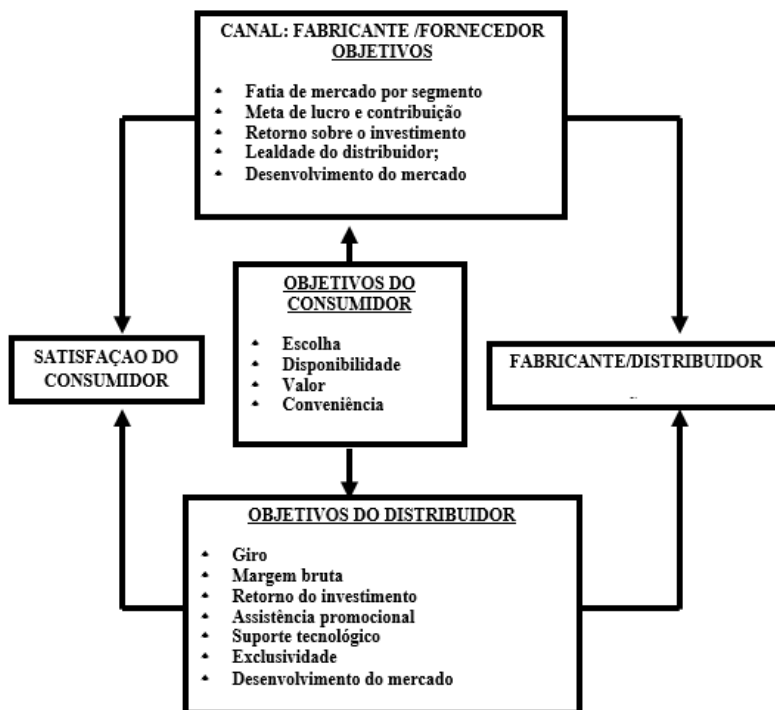 CANAL: FABRICANTE /FORNECEDOR
OBJETIVOS
Fatia de mercado por segmento
Meta de lucro e contribuição
Retorno sobre o investimento
Lealdade do distribuidor;
Desenvolvimento do mercado
OBJETIVOS DO
CONSUMIDOR
Escolha
Disponibilidade
Valor
Conveniência
SATISFAÇAO DO
CONSUMIDOR
FABRICANTE/DISTRIBUIDOR
OBJETIVOS DO DISTRIBUIDOR
Giro
Margem bruta
Retorno do investimento
Assistência promocional
Suporte tecnológico
Exclusividade
Desenvolvimento do mercado